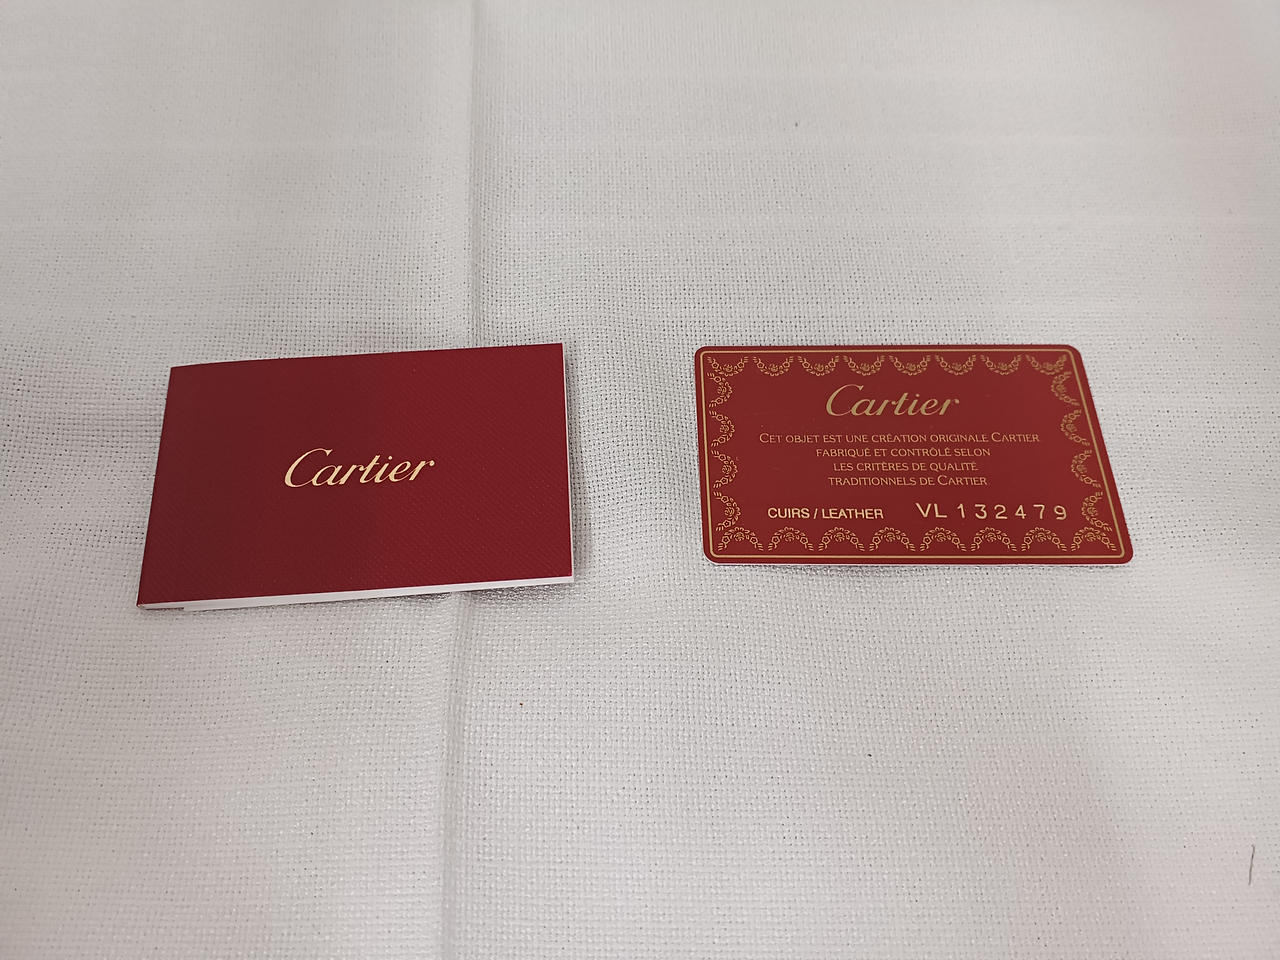 Cartier
Cartier
CET OBJET EST UNE CRÉATION ORIGINALE CARTIER
FABRIQUÉ ET CONTRÔLÉ SELON
LES CRITÈRES DE QUALITÉ
TRADITIONNELS DE CARTIER
CUIRS / LEATHER VL 132479